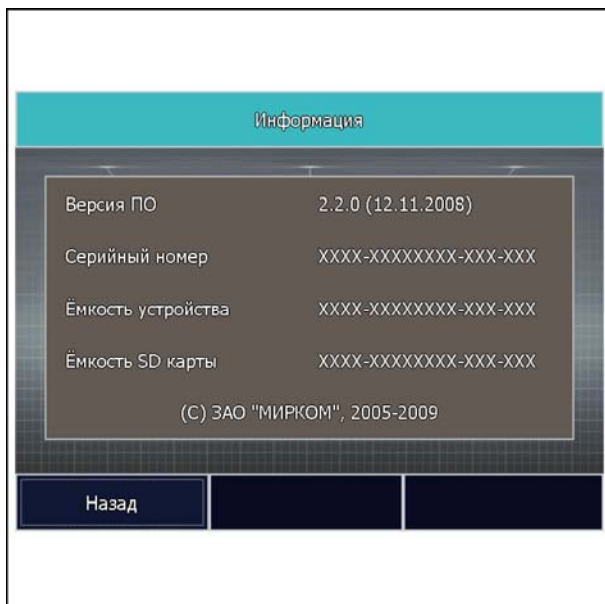 Информация
Версия ПО 2.2.0 (12.11.2008)
Серийный номер XXXX-XXXXXXXX-XXX-XXX
Ёмкость устройства XXXX-XXXXXXXX-XXX-XXX
Ёмкость SD карты XXXX-XXXXXXXX-XXX-XXX
(C) ЗАО "МИРКОМ", 2005-2009
Назад